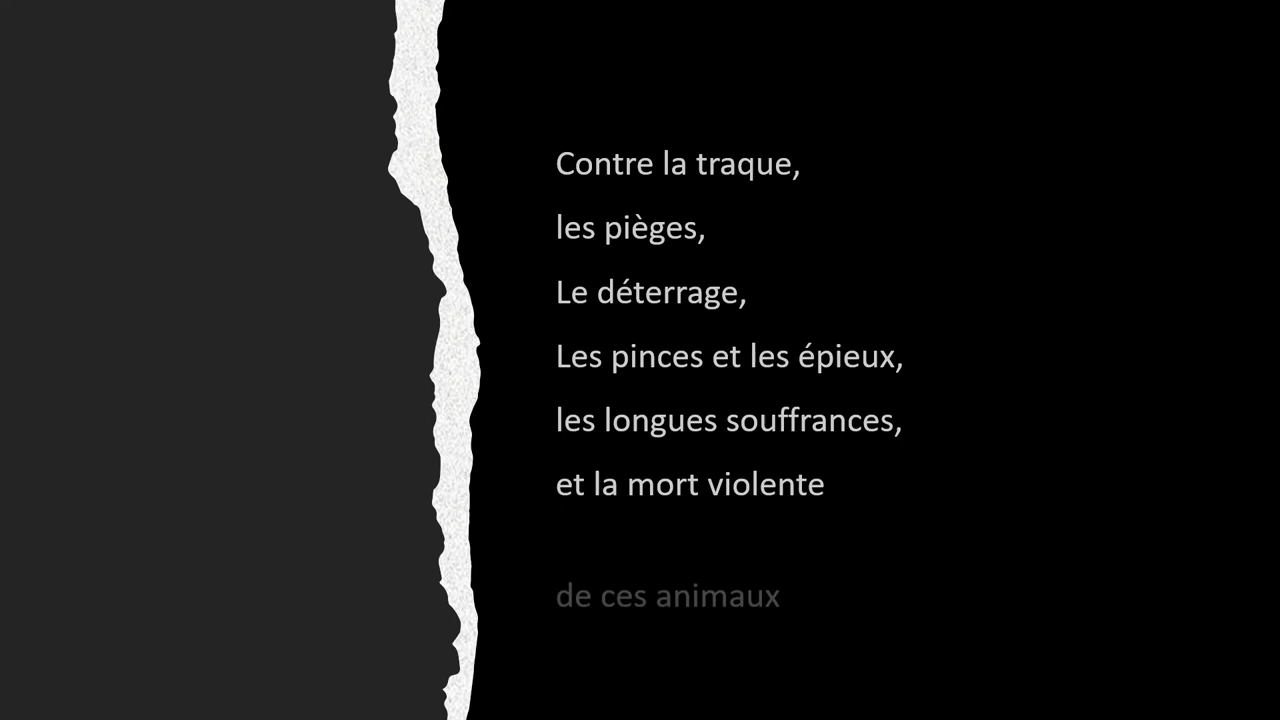 Contre la traque,
les pièges,
Le déterrage,
Les pinces et les épieux,
les longues souffrances,
et la mort violente
de ces animaux